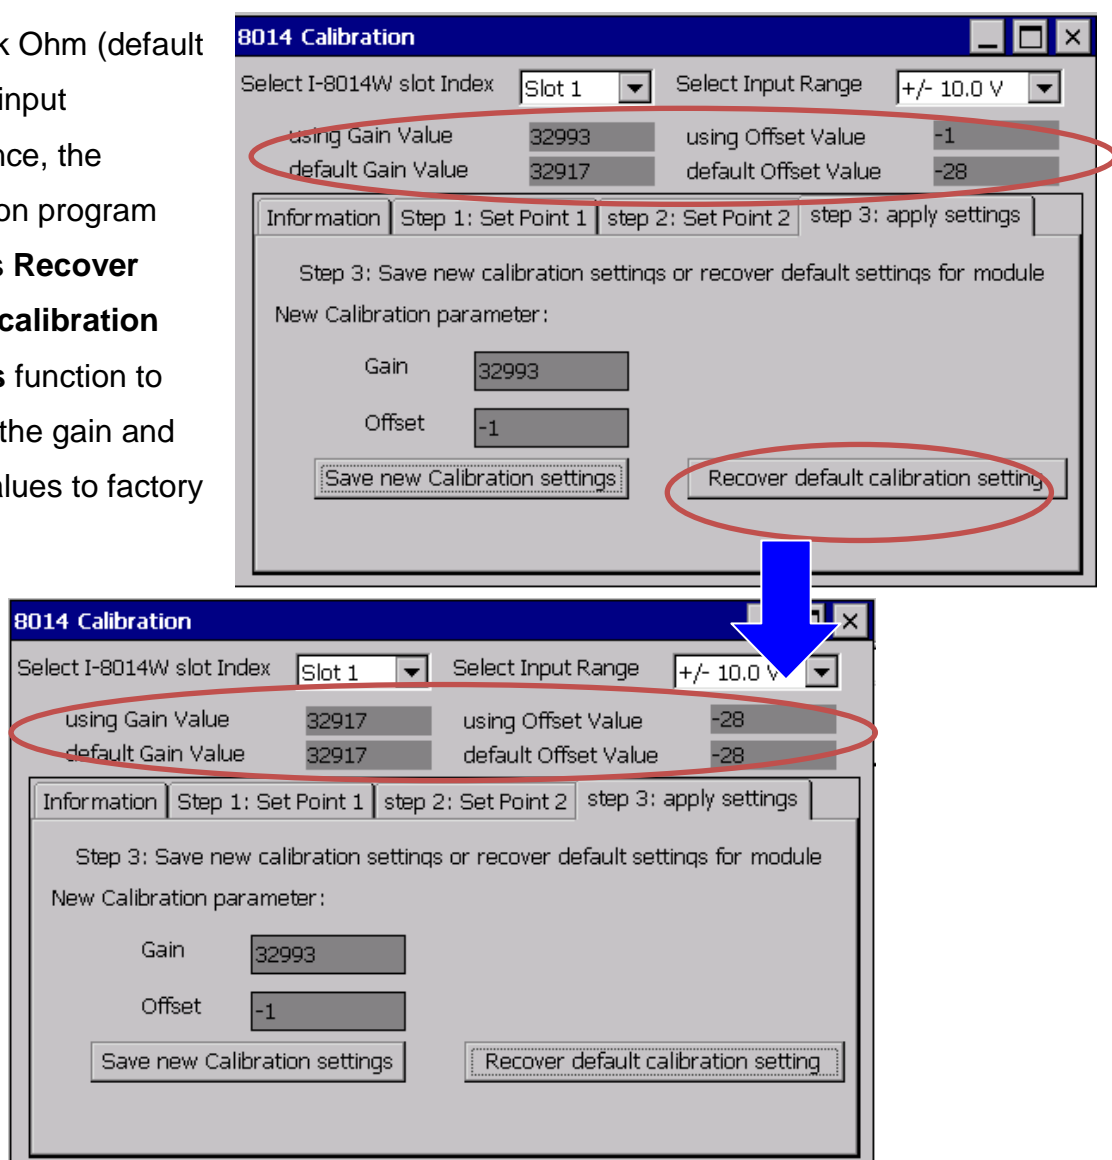 k Ohm (default
input
nce, the
on program
s Recover
calibration
s function to
the gain and
alues to factory
8014 Calibration
Select I-8014W slot Index Slot 1 Select Input Range +/- 10.0 V
using Gain Value 32993 using Offset Value -1
default Gain Value 32917 default Offset Value -28
Information Step 1: Set Point 1 step 2: Set Point 2 step 3: apply settings
Step 3: Save new calibration settings or recover default settings for module
New Calibration parameter:
Gain 32993
Offset -1
Save new Calibration settings Recover default calibration setting
8014 Calibration
Select I-8014W slot Index Slot 1 Select Input Range +/- 10.0 V
using Gain Value 32917 using Offset Value -28
default Gain Value 32917 default Offset Value -28
Information Step 1: Set Point 1 step 2: Set Point 2 step 3: apply settings
Step 3: Save new calibration settings or recover default settings for module
New Calibration parameter:
Gain 32993
Offset -1
Save new Calibration settings Recover default calibration setting